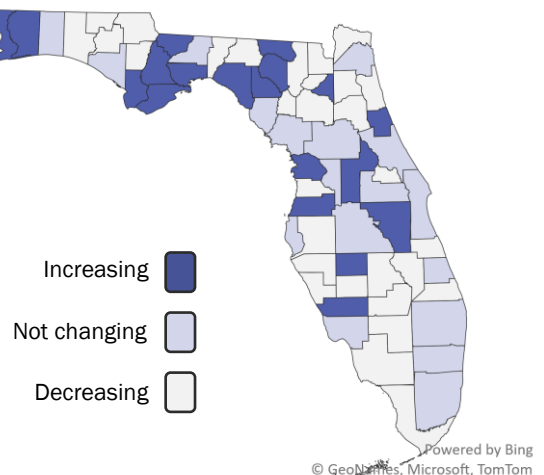 Increasing
Not changing
Decreasing
Powered by Bing
© GeoNames, Microsoft, TomTom